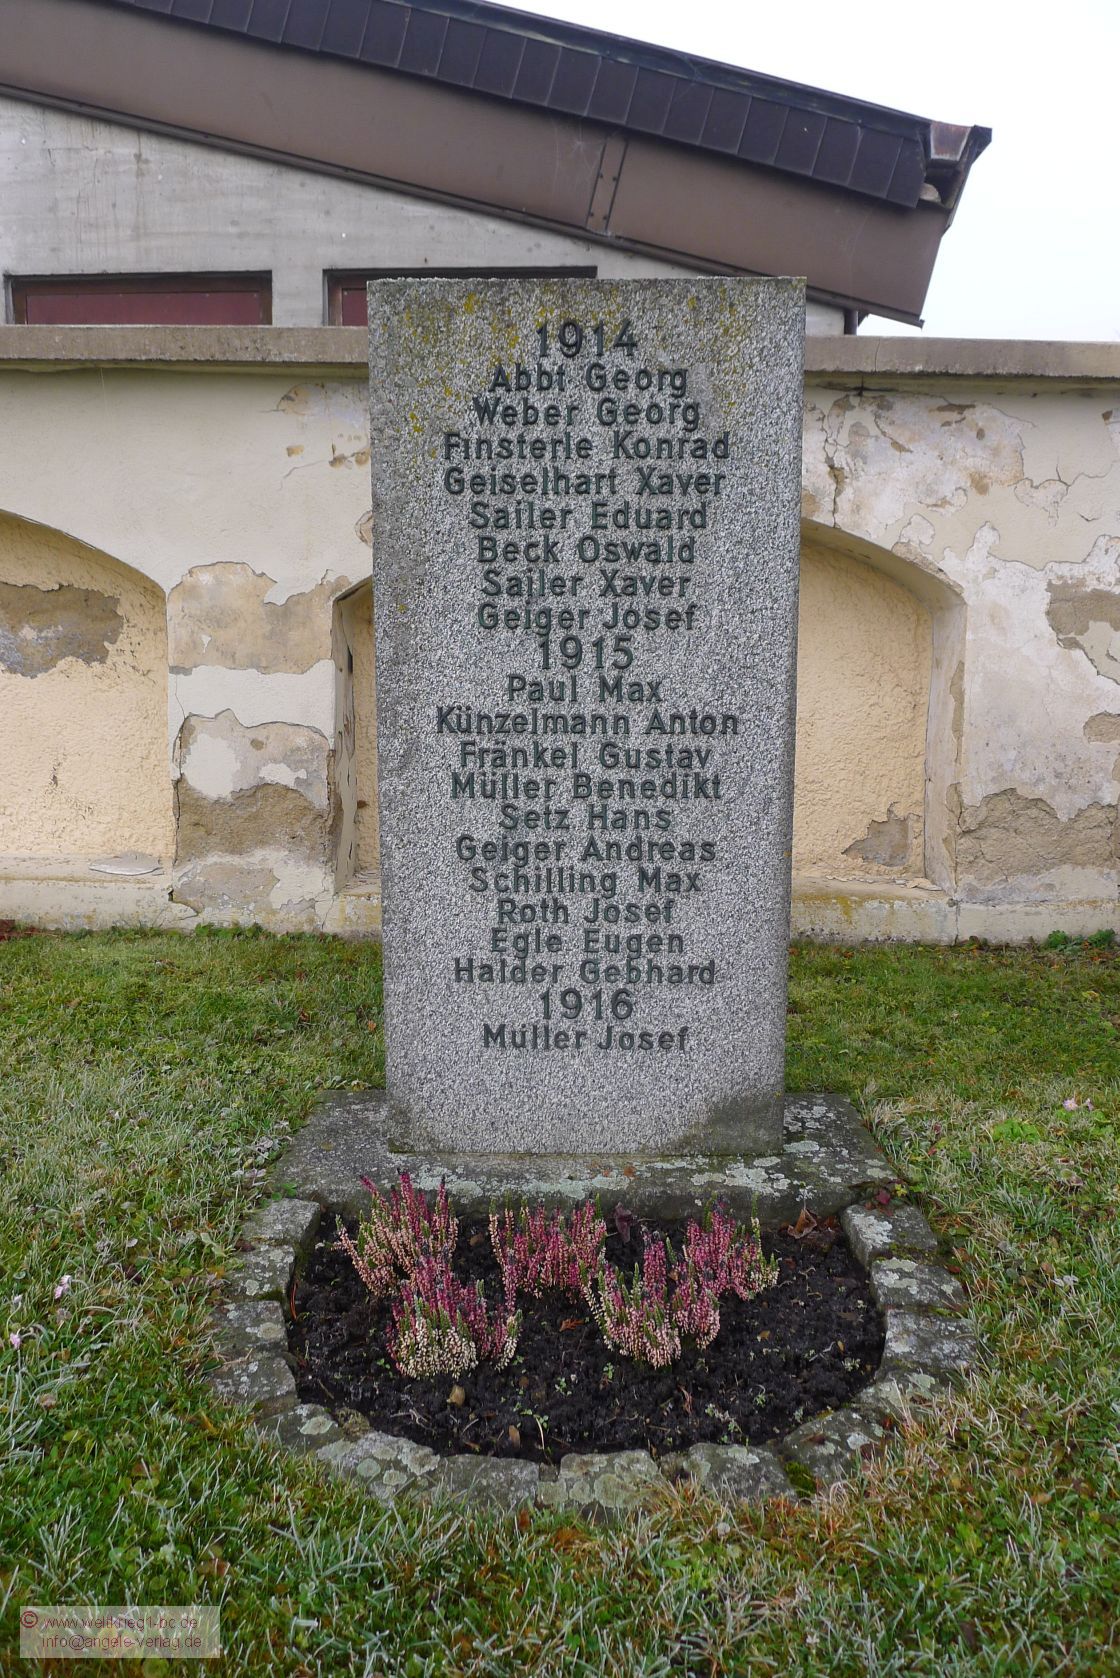 1914
Abbt Georg
Weber Georg
Finsterle Konrad
Geiselhart Xaver
Sailer Eduard
Beck Oswald
Sailer Xaver
Geiger Josef
1915
Paul Max
Künzelmann Anton
Fränkel Gustav
Müller Benedikt
Setz Hans
Geiger Andreas
Schilling Max
Roth Josef
Egle Eugen
Halder Gebhard
1916
Müller Josef
© www.weltkrieg1-bc.de
info@angele-verlag.de